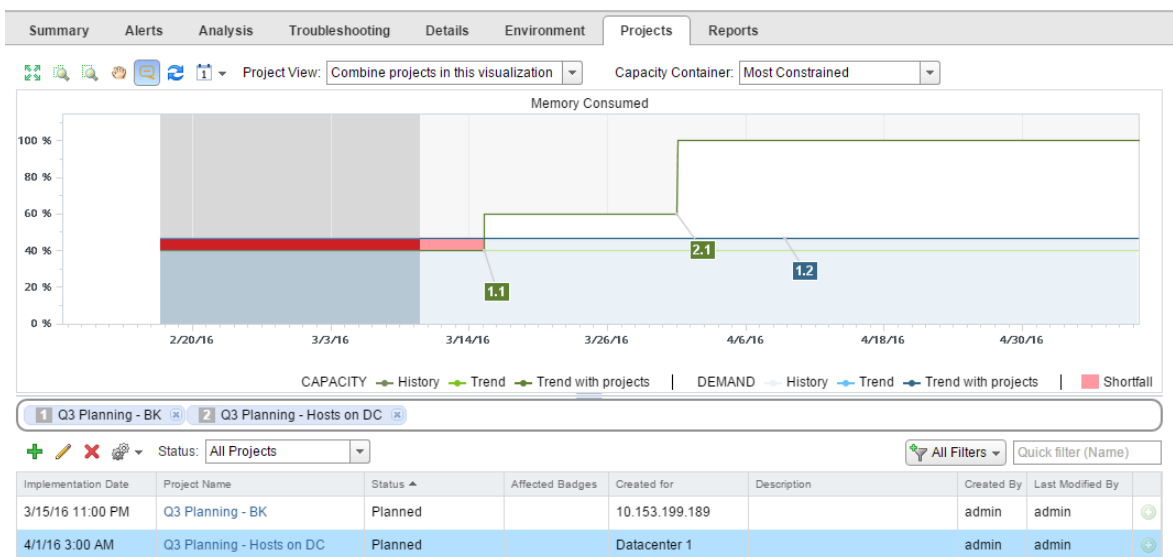 Summary Alerts Analysis Troubleshooting Details Environment Projects Reports
1 Project View: Combine projects in this visualization Capacity Container: Most Constrained
Memory Consumed
100 %
80 %
60 %
40 %
20 %
0 %
2.1
1.2
1.1
2/20/16 3/3/16 3/14/16 3/26/16 4/6/16 4/18/16 4/30/16
CAPACITY History Trend Trend with projects | DEMAND History Trend Trend with projects | Shortfall
1 Q3 Planning - BK 2 Q3 Planning - Hosts on DC
Status: All Projects All Filters Quick filter (Name)
Implementation Date Project Name Status Affected Badges Created for Description Created By Last Modified By
3/15/16 11:00 PM Q3 Planning - BK Planned 10.153.199.189 admin admin
4/1/16 3:00 AM Q3 Planning - Hosts on DC Planned Datacenter 1 admin admin